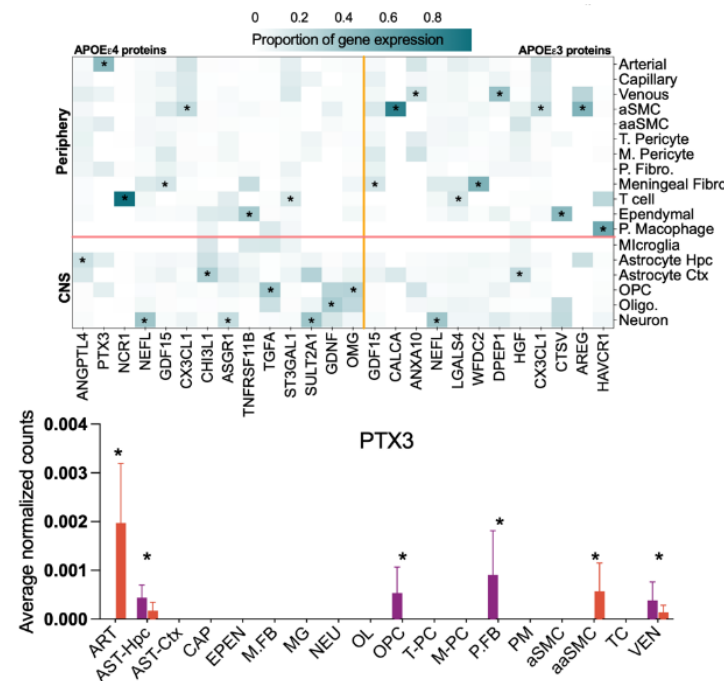 0 0.2 0.4 0.6 0.8
Proportion of gene expression
APOEε4 proteins APOEε3 proteins
Periphery
CNS
* Arterial
Capillary
* * Venous
* * * * aSMC
aaSMC
T. Pericyte
M. Pericyte
P. Fibro.
* * * Meningeal Fibro
* * * T cell
* * Ependymal
* P. Macophage
MIcroglia
* Astrocyte Hpc
* * Astrocyte Ctx
* * OPC
* Oligo.
* * * * Neuron
ANGPTL4
PTX3
NCR1
NEFL
GDF15
CX3CL1
CHI3L1
ASGR1
TNFRSF11B
TGFA
ST3GAL1
SULT2A1
GDNF
OMG
GDF15
CALCA
ANXA10
NEFL
LGALS4
WFDC2
DPEP1
HGF
CX3CL1
CTSV
AREG
HAVCR1
PTX3
Average normalized counts
0.004
0.003
0.002
0.001
0.000
* * * * * *
ART
AST-Hpc
AST-Ctx
CAP
EPEN
M.FB
MG
NEU
OL
OPC
T-PC
M-PC
P.FB
PM
aSMC
aaSMC
TC
VEN